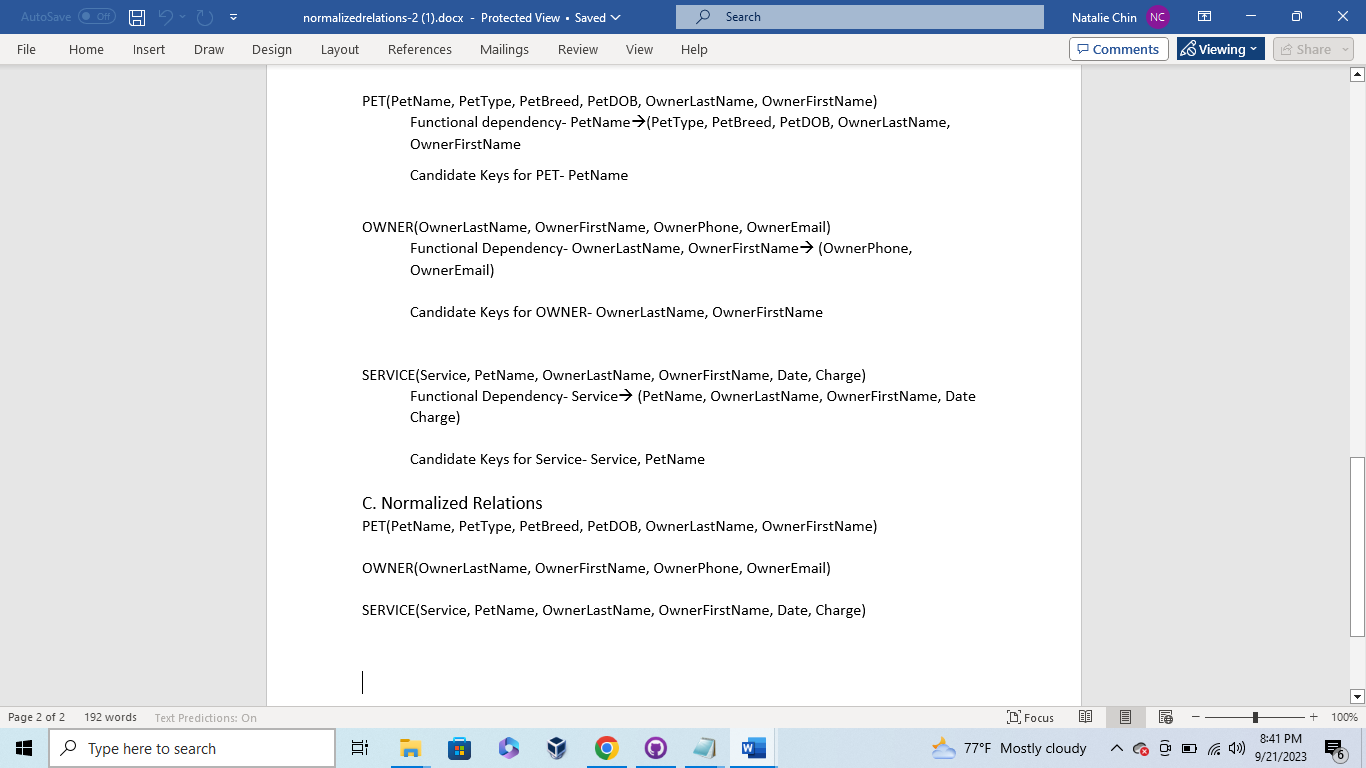 AutoSave Off normalizedrelations-2 (1).docx - Protected View • Saved Search Natalie Chin NC
File Home Insert Draw Design Layout References Mailings Review View Help Comments Viewing Share
PET(PetName, PetType, PetBreed, PetDOB, OwnerLastName, OwnerFirstName)
Functional dependency- PetName→(PetType, PetBreed, PetDOB, OwnerLastName,
OwnerFirstName
Candidate Keys for PET- PetName
OWNER(OwnerLastName, OwnerFirstName, OwnerPhone, OwnerEmail)
Functional Dependency- OwnerLastName, OwnerFirstName→ (OwnerPhone,
OwnerEmail)
Candidate Keys for OWNER- OwnerLastName, OwnerFirstName
SERVICE(Service, PetName, OwnerLastName, OwnerFirstName, Date, Charge)
Functional Dependency- Service→ (PetName, OwnerLastName, OwnerFirstName, Date
Charge)
Candidate Keys for Service- Service, PetName
C. Normalized Relations
PET(PetName, PetType, PetBreed, PetDOB, OwnerLastName, OwnerFirstName)
OWNER(OwnerLastName, OwnerFirstName, OwnerPhone, OwnerEmail)
SERVICE(Service, PetName, OwnerLastName, OwnerFirstName, Date, Charge)
Page 2 of 2 192 words Text Predictions: On Focus 100%
Type here to search 77°F Mostly cloudy 8:41 PM
9/21/2023 6